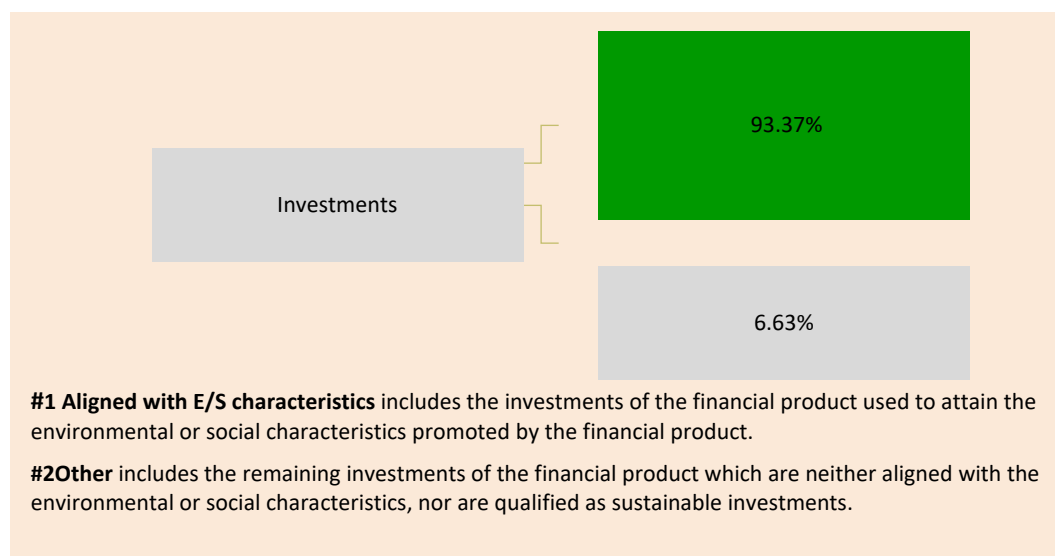 93.37%
Investments
6.63%
#1 Aligned with E/S characteristics includes the investments of the financial product used to attain the
environmental or social characteristics promoted by the financial product.
#2Other includes the remaining investments of the financial product which are neither aligned with the
environmental or social characteristics, nor are qualified as sustainable investments.